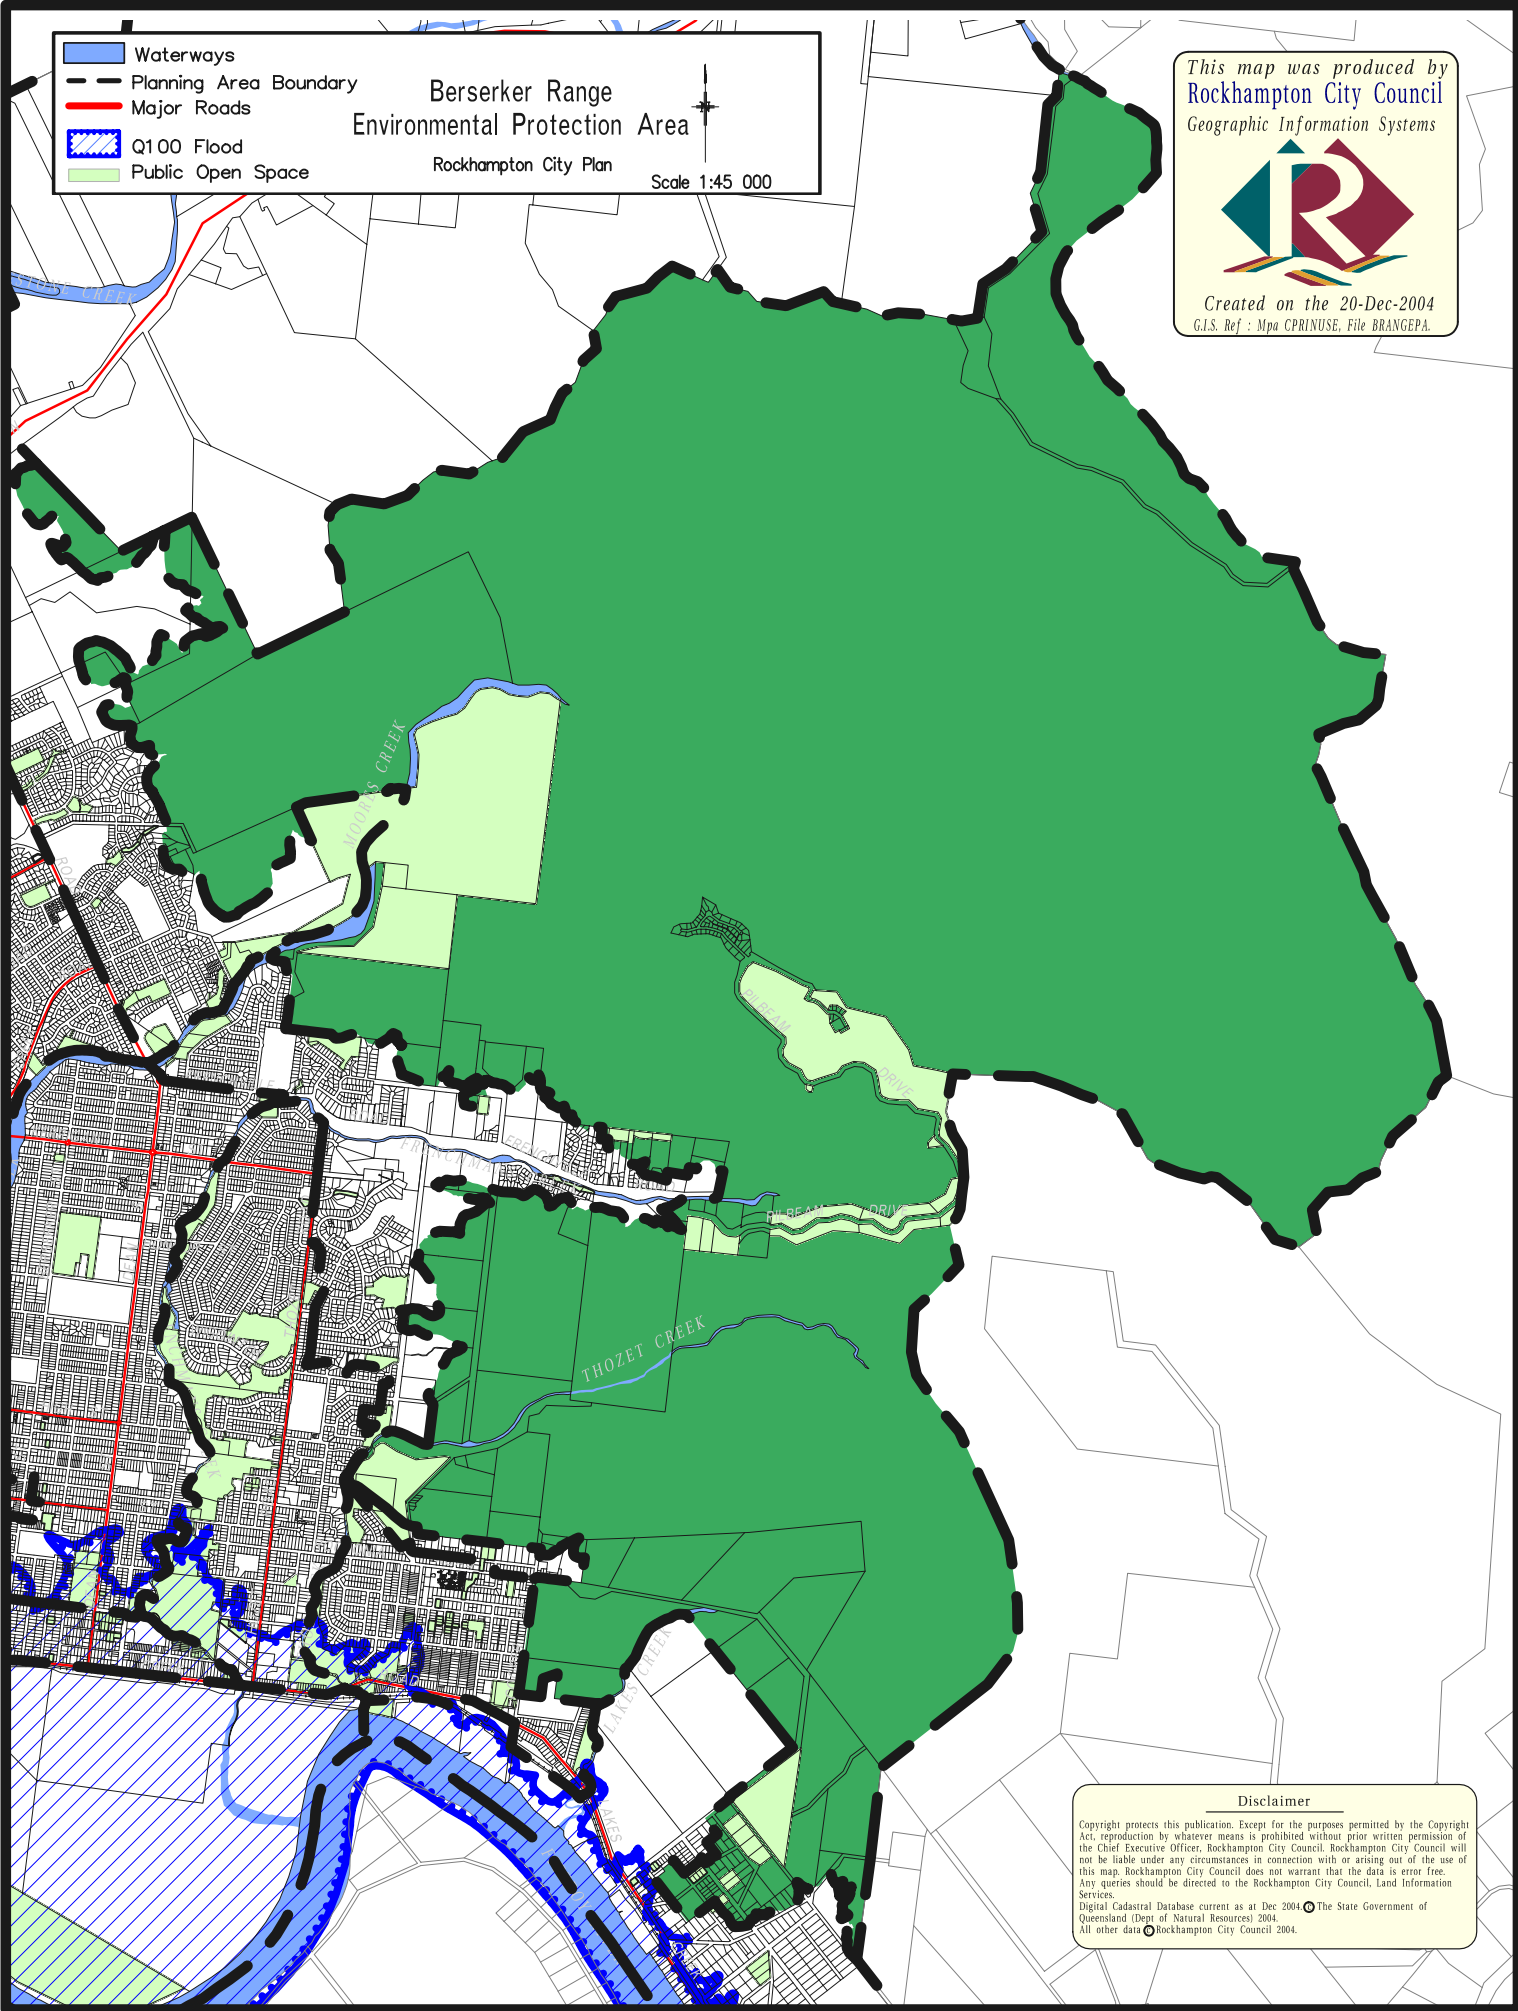 Waterways
Planning Area Boundary
Major Roads
Q100 Flood
Public Open Space
Berserker Range
Environmental Protection Area
Rockhampton City Plan
N
Scale 1:45 000
This map was produced by
Rockhampton City Council
Geographic Information Systems
R
Created on the 20-Dec-2004
G.I.S. Ref : Mpa CPRINUSE, File BRANGEPA.
STONE CREEK
MOORES CREEK
ROAD
PILBEAM
DRIVE
FRENCHMANS
PILBEAM DRIVE
THOZET CREEK
LAKES CREEK
ROAD
LAKES
Disclaimer
Copyright protects this publication. Except for the purposes permitted by the Copyright
Act, reproduction by whatever means is prohibited without prior written permission of
the Chief Executive Officer, Rockhampton City Council. Rockhampton City Council will
not be liable under any circumstances in connection with or arising out of the use of
this map. Rockhampton City Council does not warrant that the data is error free.
Any queries should be directed to the Rockhampton City Council, Land Information
Services.
Digital Cadastral Database current as at Dec 2004. © The State Government of
Queensland (Dept of Natural Resources) 2004.
All other data © Rockhampton City Council 2004.